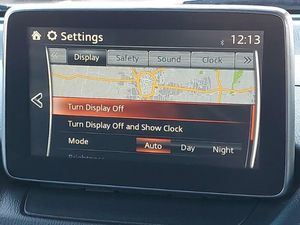 Settings 12:13
Display Safety Sound Clock
Turn Display Off
Turn Display Off and Show Clock
Mode Auto Day Night
Brightness